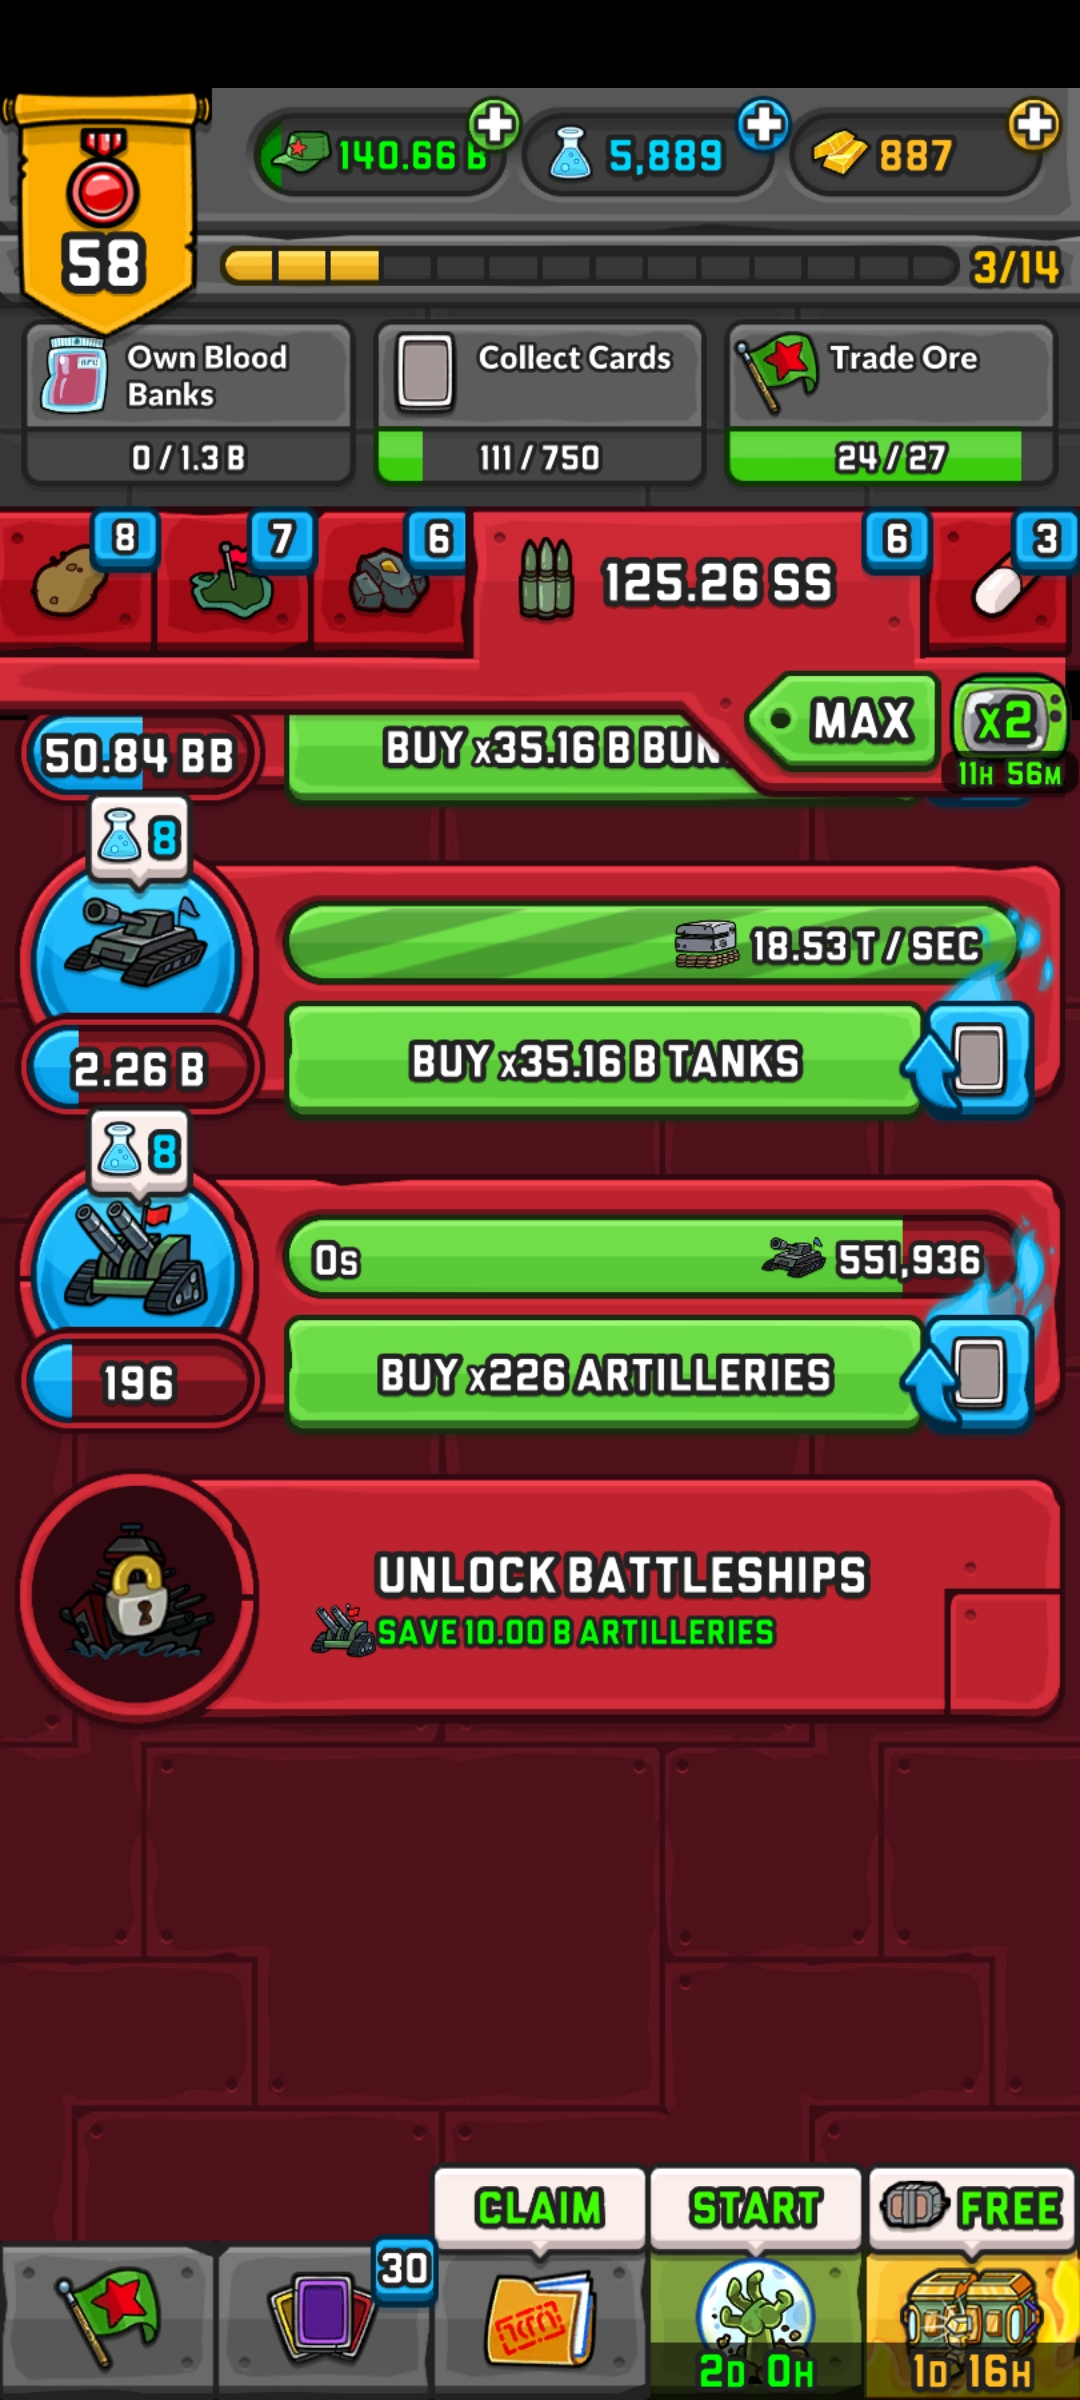 58
140.66 B
5,889
887
3/14
Own Blood
Banks
0 / 1.3 B
Collect Cards
111 / 750
Trade Ore
24 / 27
8
7
6
125.26 SS
6
3
MAX
x2
11H 56M
50.84 BB
BUY x35.16 B BUN
8
18.53 T / SEC
2.26 B
BUY x35.16 B TANKS
8
0s
551,936
196
BUY x226 ARTILLERIES
UNLOCK BATTLESHIPS
SAVE 10.00 B ARTILLERIES
CLAIM
START
FREE
30
2D 0H
1D 16H